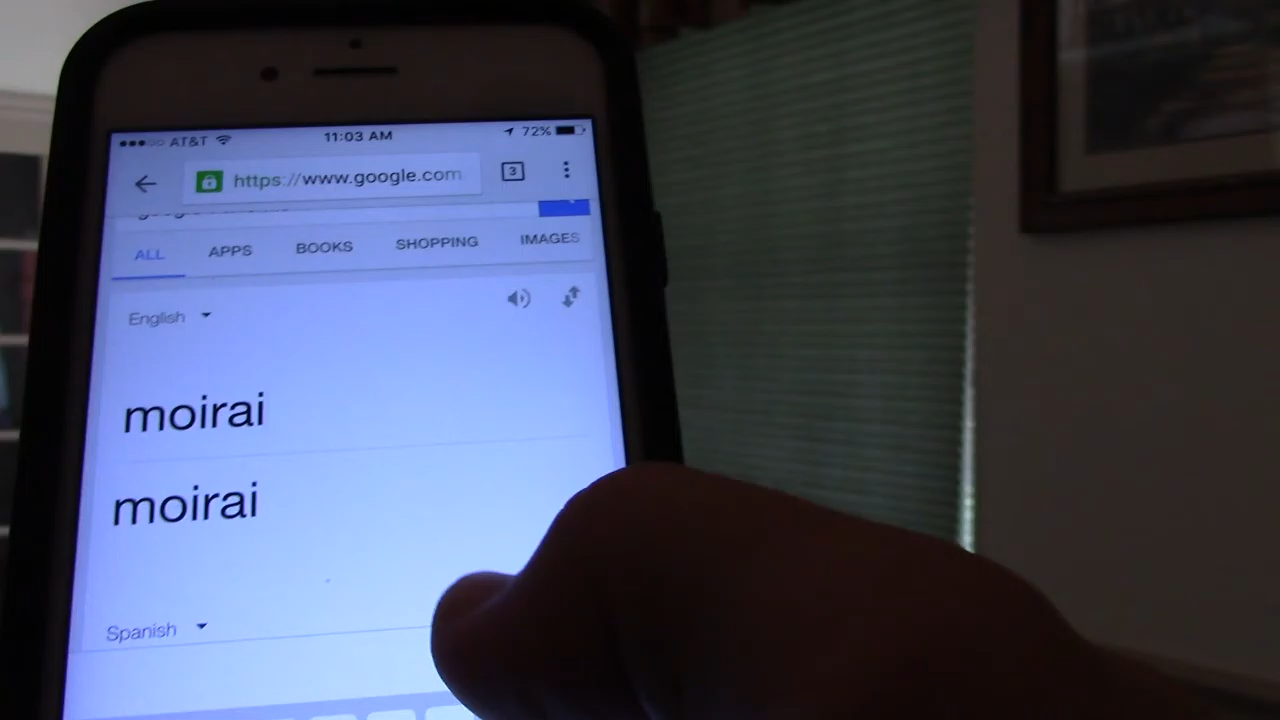 AT&T 11:03 AM 72%
https://www.google.com 3
ALL APPS BOOKS SHOPPING IMAGES
English
moirai
moirai
Spanish